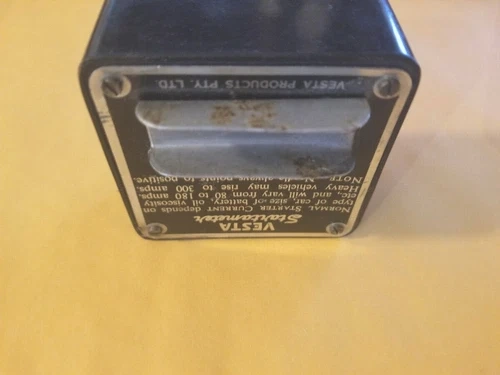 VESTA
Startameter
NORMAL STARTER CURRENT depends on
type of car, size of battery, oil viscosity
etc., and will vary from 80 to 180 amps.
Heavy vehicles may rise to 300 amps.
NOTE—Needle always points to positive.
VESTA PRODUCTS PTY. LTD.